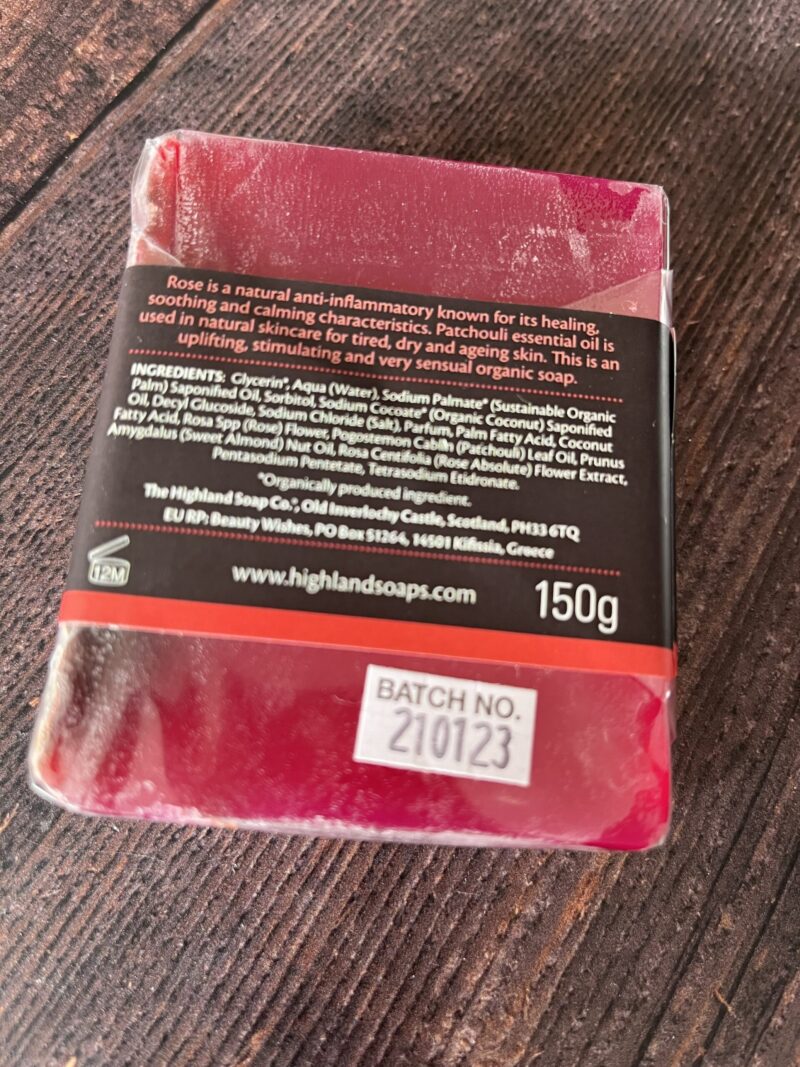 Rose is a natural anti-inflammatory known for its healing,
soothing and calming characteristics. Patchouli essential oil is
used in natural skincare for tired, dry and ageing skin. This is an
uplifting, stimulating and very sensual organic soap.
INGREDIENTS: Glycerin*, Aqua (Water), Sodium Palmate* (Sustainable Organic
Palm) Saponified Oil, Sorbitol, Sodium Cocoate* (Organic Coconut) Saponified
Oil, Decyl Glucoside, Sodium Chloride (Salt), Parfum, Palm Fatty Acid, Coconut
Fatty Acid, Rosa Spp (Rose) Flower, Pogostemon Cablin (Patchouli) Leaf Oil, Prunus
Amygdalus (Sweet Almond) Nut Oil, Rosa Centifolia (Rose Absolute) Flower Extract,
Pentasodium Pentetate, Tetrasodium Etidronate.
*Organically produced ingredient.
The Highland Soap Co.*, Old Inverlochy Castle, Scotland, PH33 6TQ
EU RP: Beauty Wishes, PO Box 51264, 14501 Kifissia, Greece
12M
www.highlandsoaps.com
150g
BATCH NO.
210123